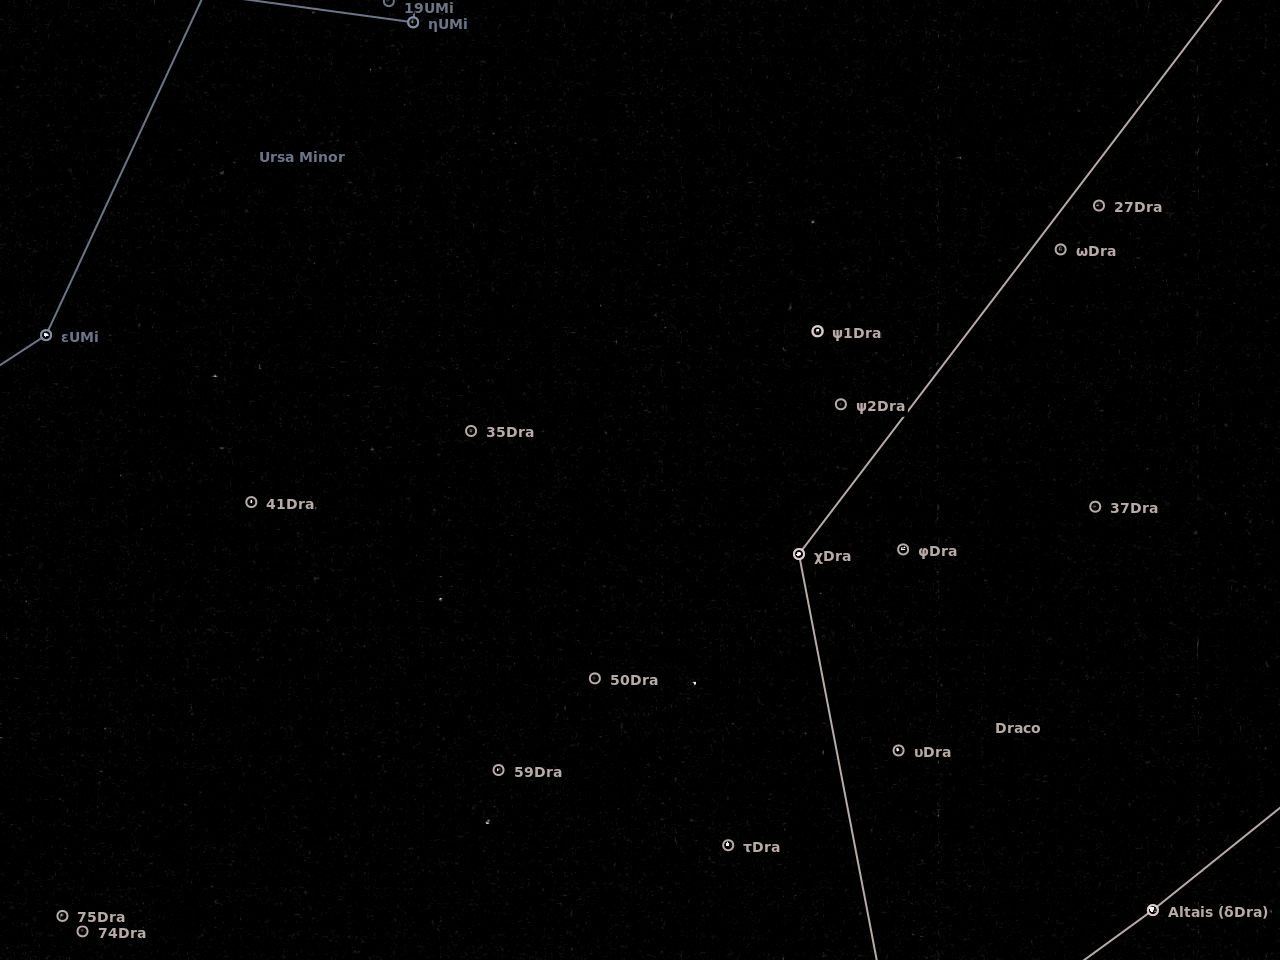 19UMi
ηUMi
Ursa Minor
27Dra
ωDra
ψ1Dra
εUMi
ψ2Dra
35Dra
41Dra
37Dra
φDra
χDra
50Dra
Draco
υDra
59Dra
τDra
Altais (δDra)
75Dra
74Dra